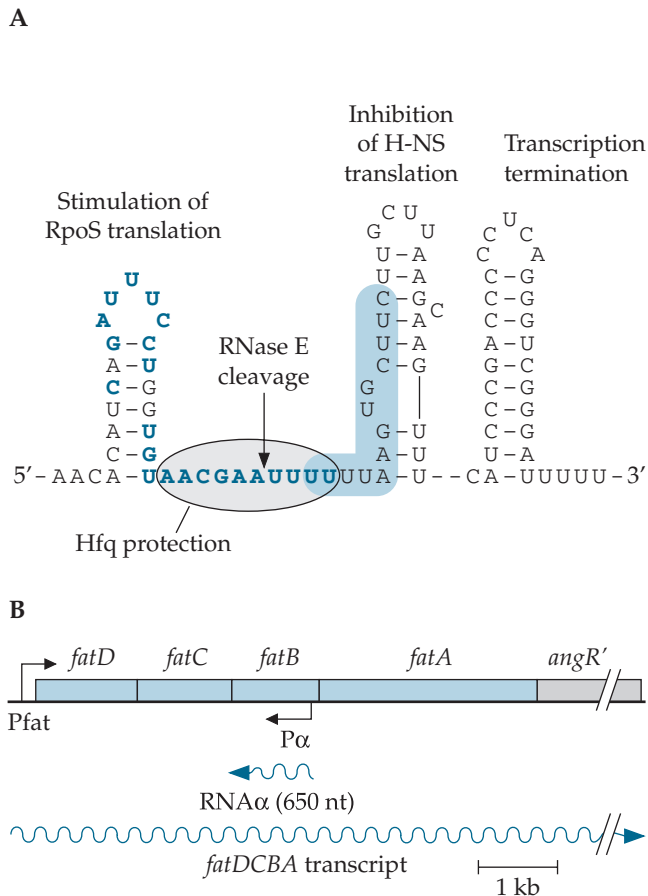 A
Inhibition
of H-NS
translation
Transcription
termination
Stimulation of
RpoS translation
C U U U
G U C C
U – A C A
U U – A C – G
U U C – G C C – G
A C U – A C – G
G – C RNase E U – A A – U
A – U cleavage C – G G – C
C – G G C – G
U – G U C – G
A – U G – U C – G
C – G A – U U – A
5′ – AACA – UAACGAAUUUUUUA – U – – CA – UUUUU – 3′
Hfq protection
B
fatD fatC fatB fatA angR′
Pfat
Pα
RNAα (650 nt)
fatDCBA transcript
1 kb